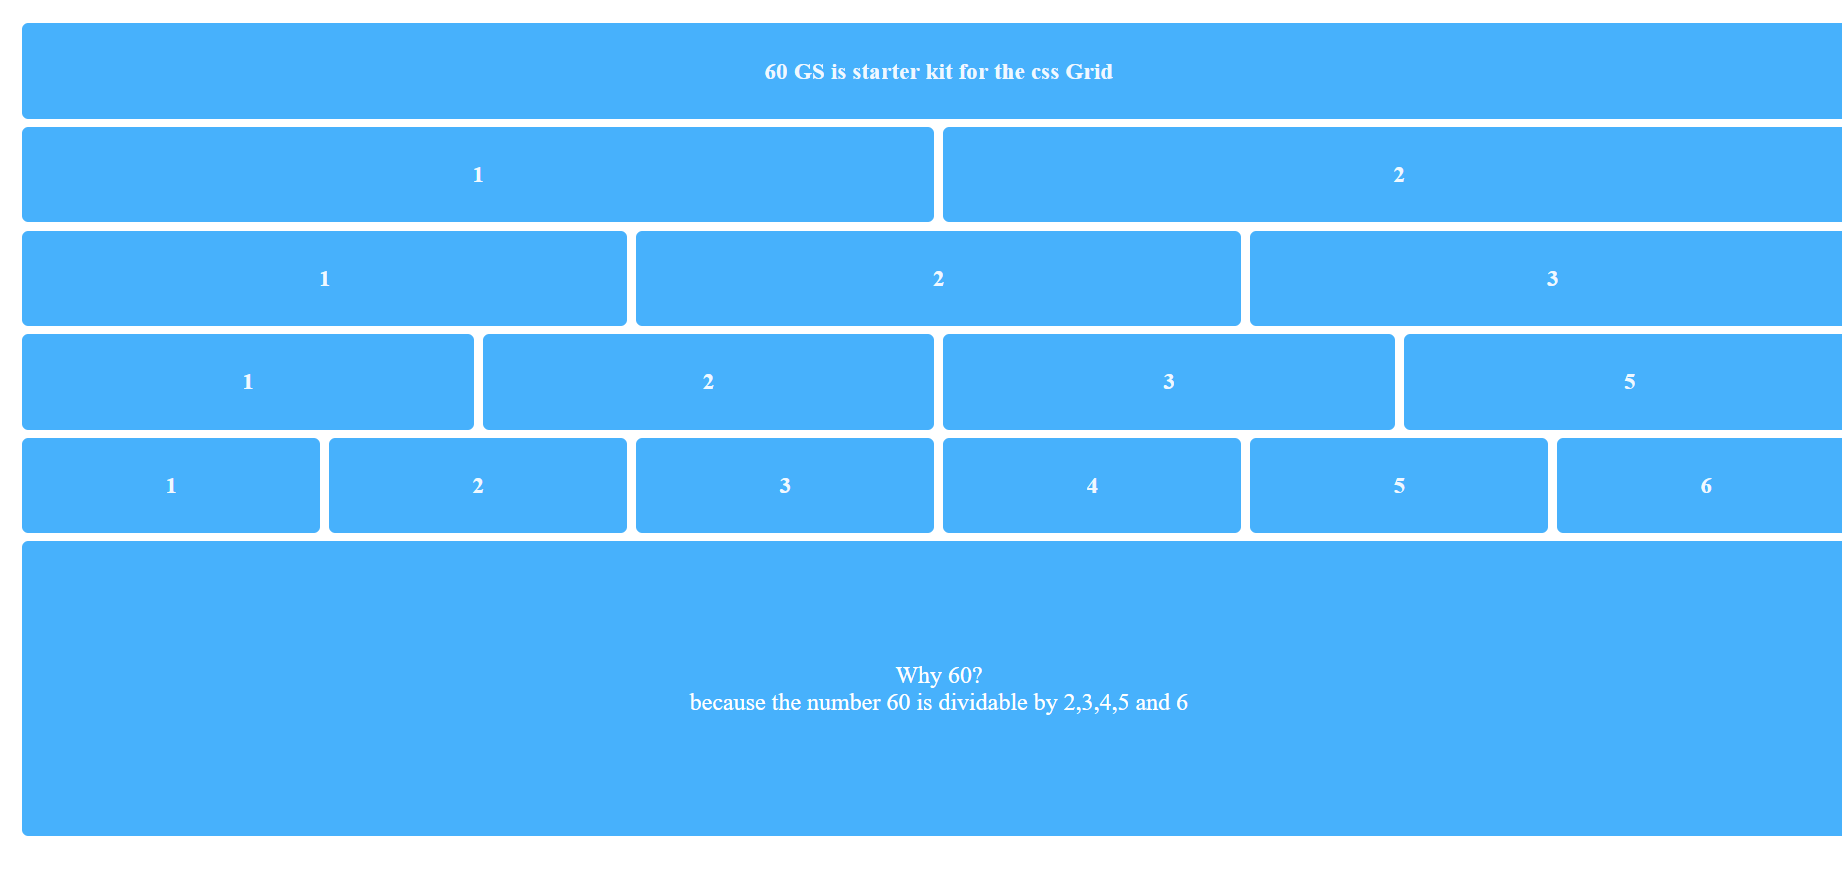 60 GS is starter kit for the css Grid
1 2
1 2 3
1 2 3 5
1 2 3 4 5 6
Why 60?
because the number 60 is dividable by 2,3,4,5 and 6